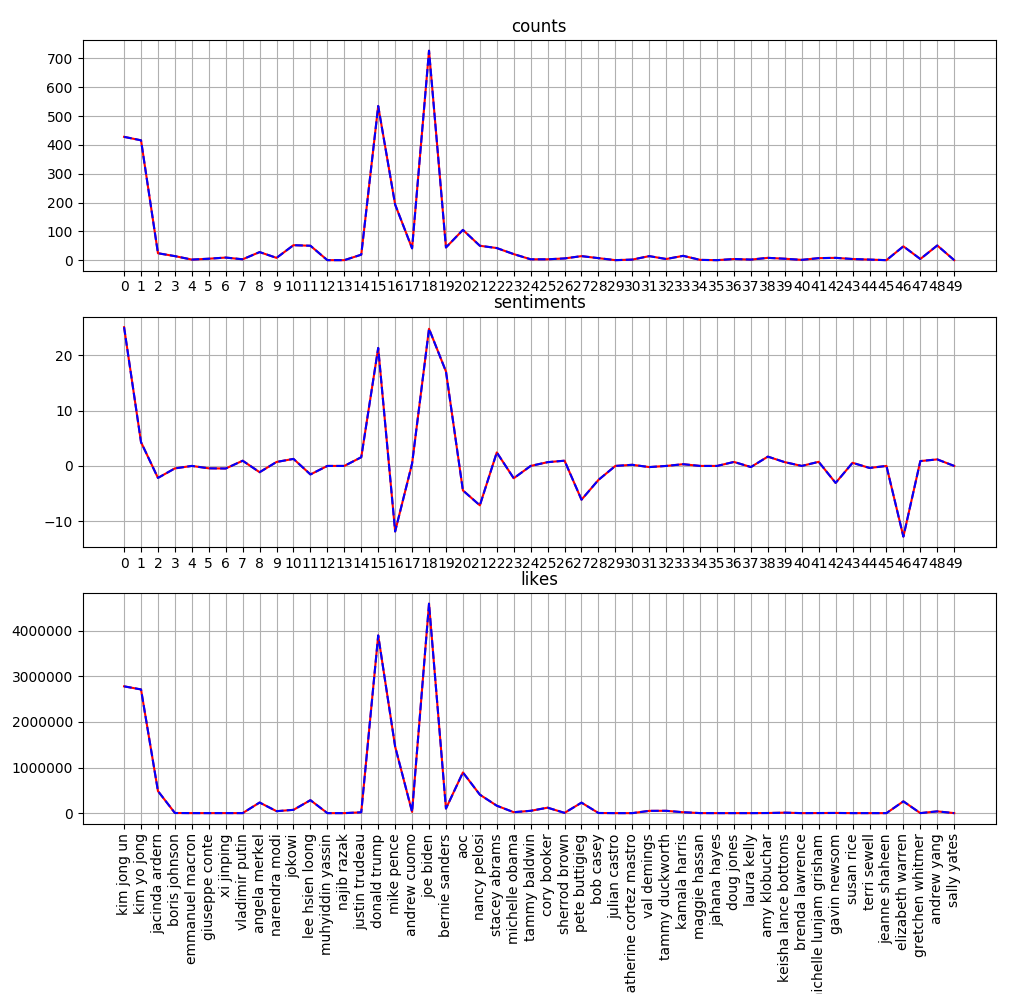 counts
700
600
500
400
300
200
100
0
0 1 2 3 4 5 6 7 8 9 10 11 12 13 14 15 16 17 18 19 20 21 22 23 24 25 26 27 28 29 30 31 32 33 34 35 36 37 38 39 40 41 42 43 44 45 46 47 48 49
sentiments
20
10
0
−10
0 1 2 3 4 5 6 7 8 9 10 11 12 13 14 15 16 17 18 19 20 21 22 23 24 25 26 27 28 29 30 31 32 33 34 35 36 37 38 39 40 41 42 43 44 45 46 47 48 49
likes
4000000
3000000
2000000
1000000
0
kim jong un
kim yo jong
jacinda ardern
boris johnson
emmanuel macron
giuseppe conte
xi jinping
vladimir putin
angela merkel
narendra modi
jokowi
lee hsien loong
muhyiddin yassin
najib razak
justin trudeau
donald trump
mike pence
andrew cuomo
joe biden
bernie sanders
aoc
nancy pelosi
stacey abrams
michelle obama
tammy baldwin
cory booker
sherrod brown
pete buttigieg
bob casey
julian castro
atherine cortez mastro
val demings
tammy duckworth
kamala harris
maggie hassan
jahana hayes
doug jones
laura kelly
amy klobuchar
keisha lance bottoms
brenda lawrence
ichelle lunjam grisham
gavin newsom
susan rice
terri sewell
jeanne shaheen
elizabeth warren
gretchen whitmer
andrew yang
sally yates